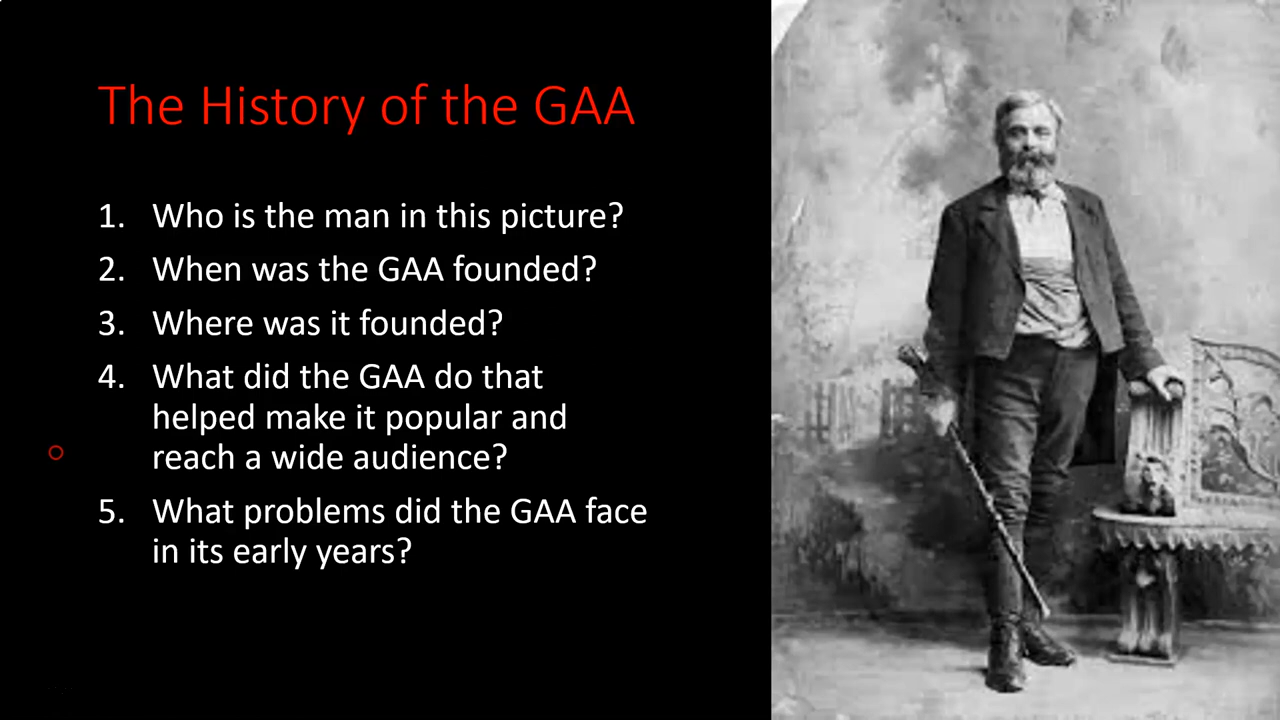 The History of the GAA
1. Who is the man in this picture?
2. When was the GAA founded?
3. Where was it founded?
4. What did the GAA do that
helped make it popular and
reach a wide audience?
5. What problems did the GAA face
in its early years?